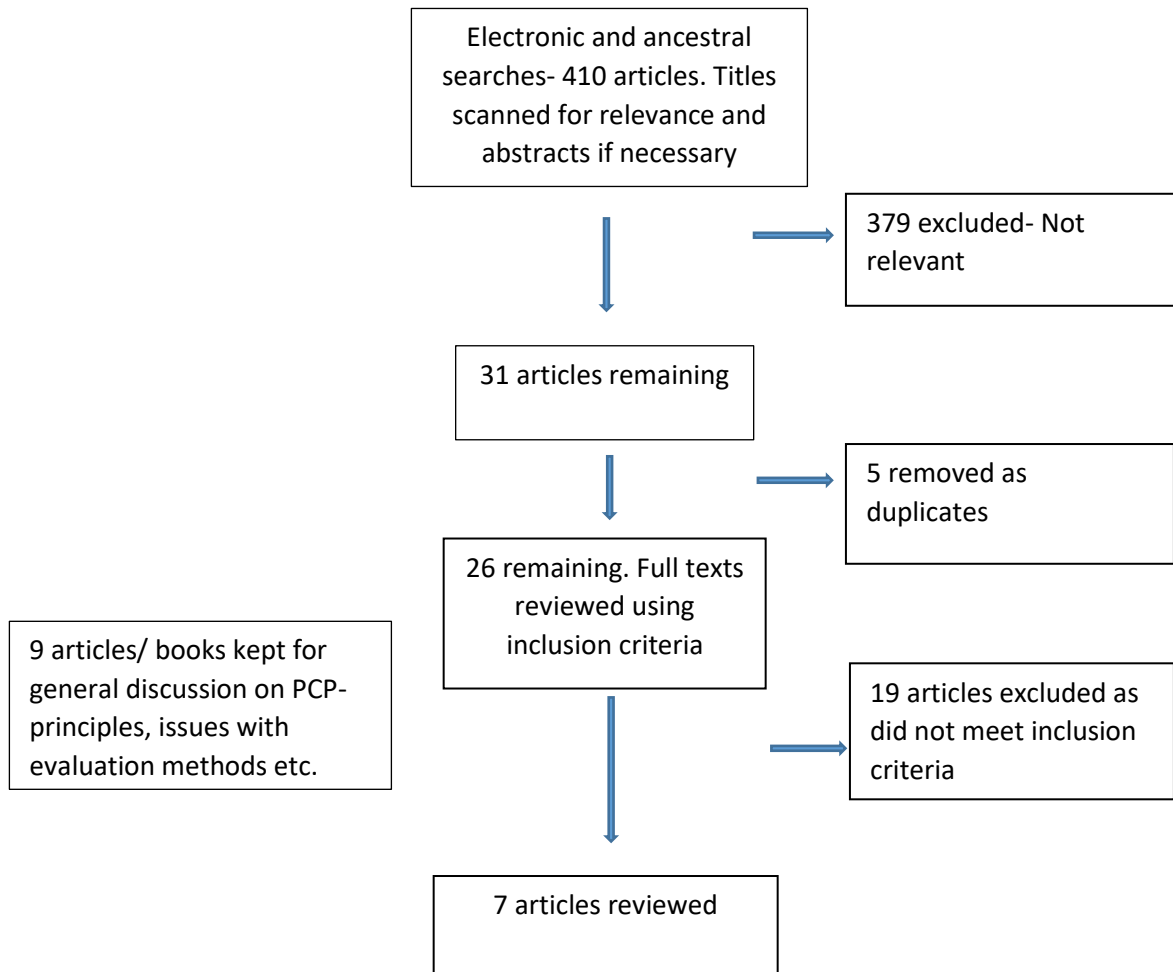 Electronic and ancestral
searches- 410 articles. Titles
scanned for relevance and
abstracts if necessary
379 excluded- Not
relevant
31 articles remaining
5 removed as
duplicates
26 remaining. Full texts
reviewed using
inclusion criteria
9 articles/ books kept for
general discussion on PCP-
principles, issues with
evaluation methods etc.
19 articles excluded as
did not meet inclusion
criteria
7 articles reviewed